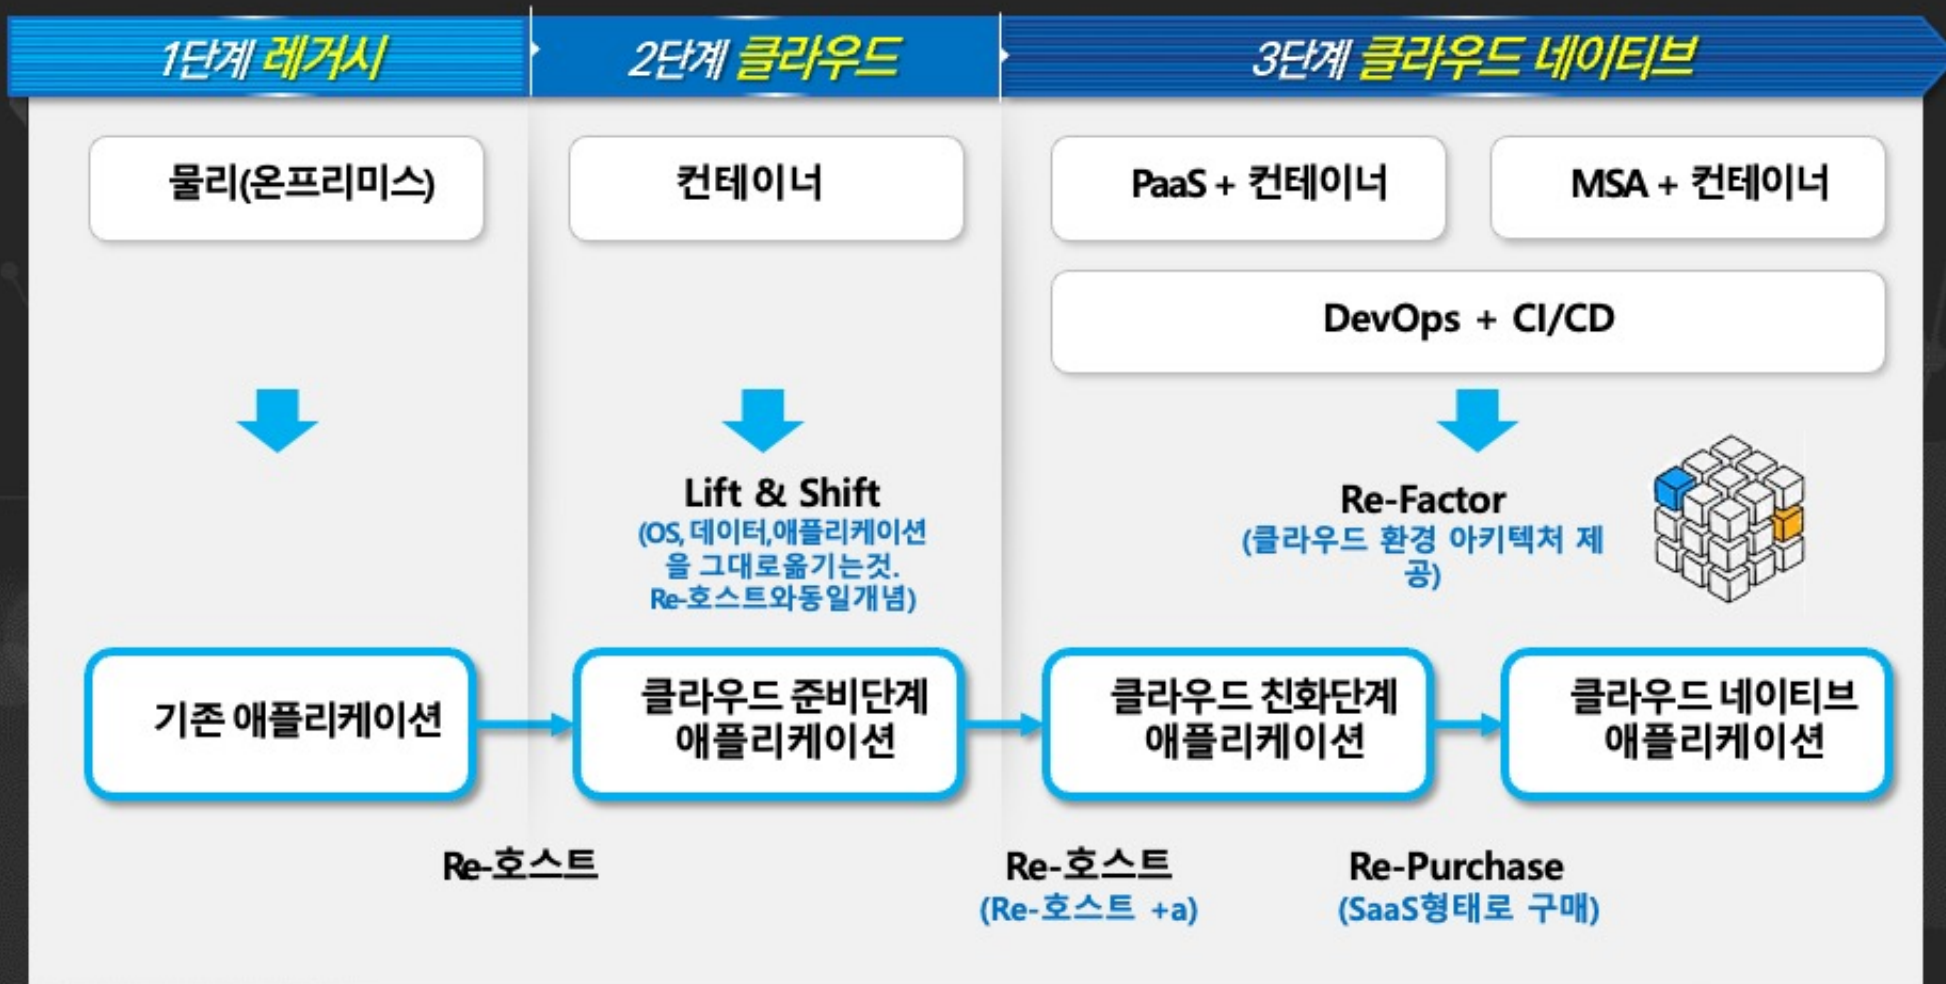 1단계 레거시
2단계 클라우드
3단계 클라우드 네이티브
물리(온프리미스)
컨테이너
PaaS + 컨테이너
MSA + 컨테이너
DevOps + CI/CD
Lift & Shift
(OS, 데이터,애플리케이션
을 그대로옮기는것.
Re-호스트와동일개념)
Re-Factor
(클라우드 환경 아키텍처 제
공)
기존 애플리케이션
클라우드 준비단계
애플리케이션
클라우드 친화단계
애플리케이션
클라우드 네이티브
애플리케이션
Re-호스트
Re-호스트
(Re-호스트 +a)
Re-Purchase
(SaaS형태로 구매)